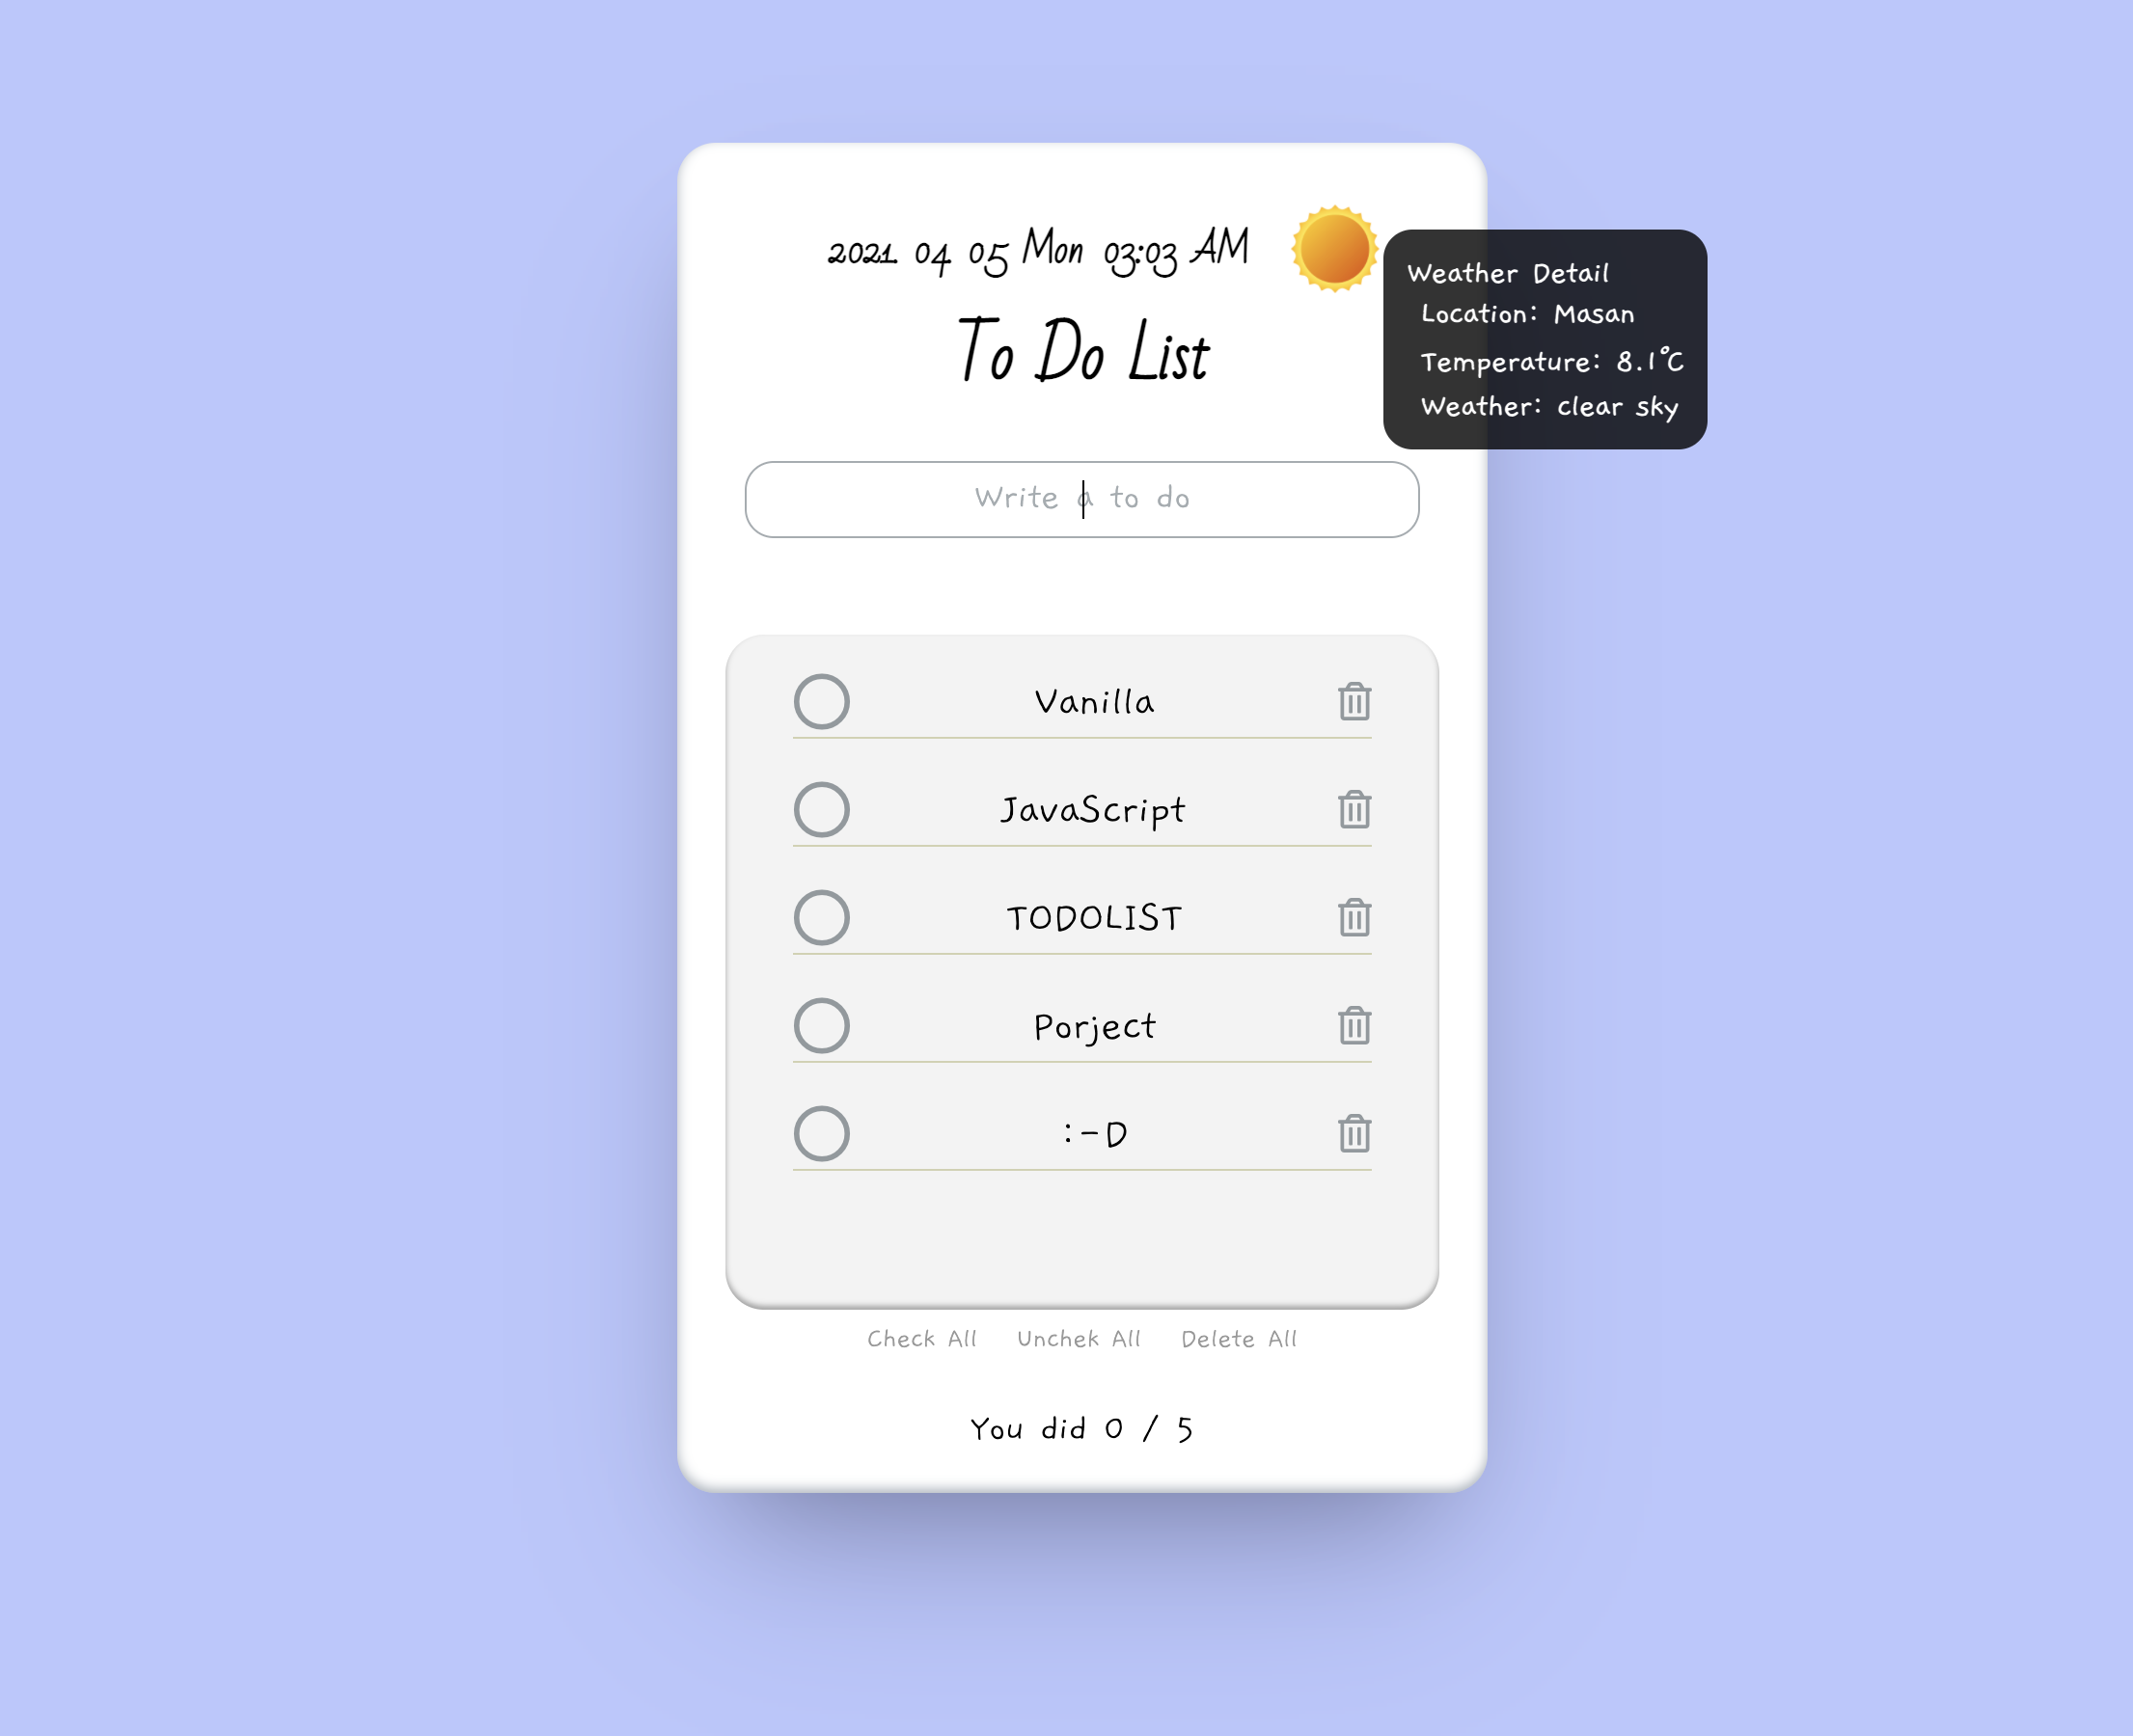 2021 04 05 Mon 03:03 AM
To Do List
Weather Detail
Location: Masan
Temperature: 8.1°C
Weather: clear sky
Write a to do
Vanilla
JavaScript
TODOLIST
Porject
:-D
Check All Unchek All Delete All
You did 0 / 5